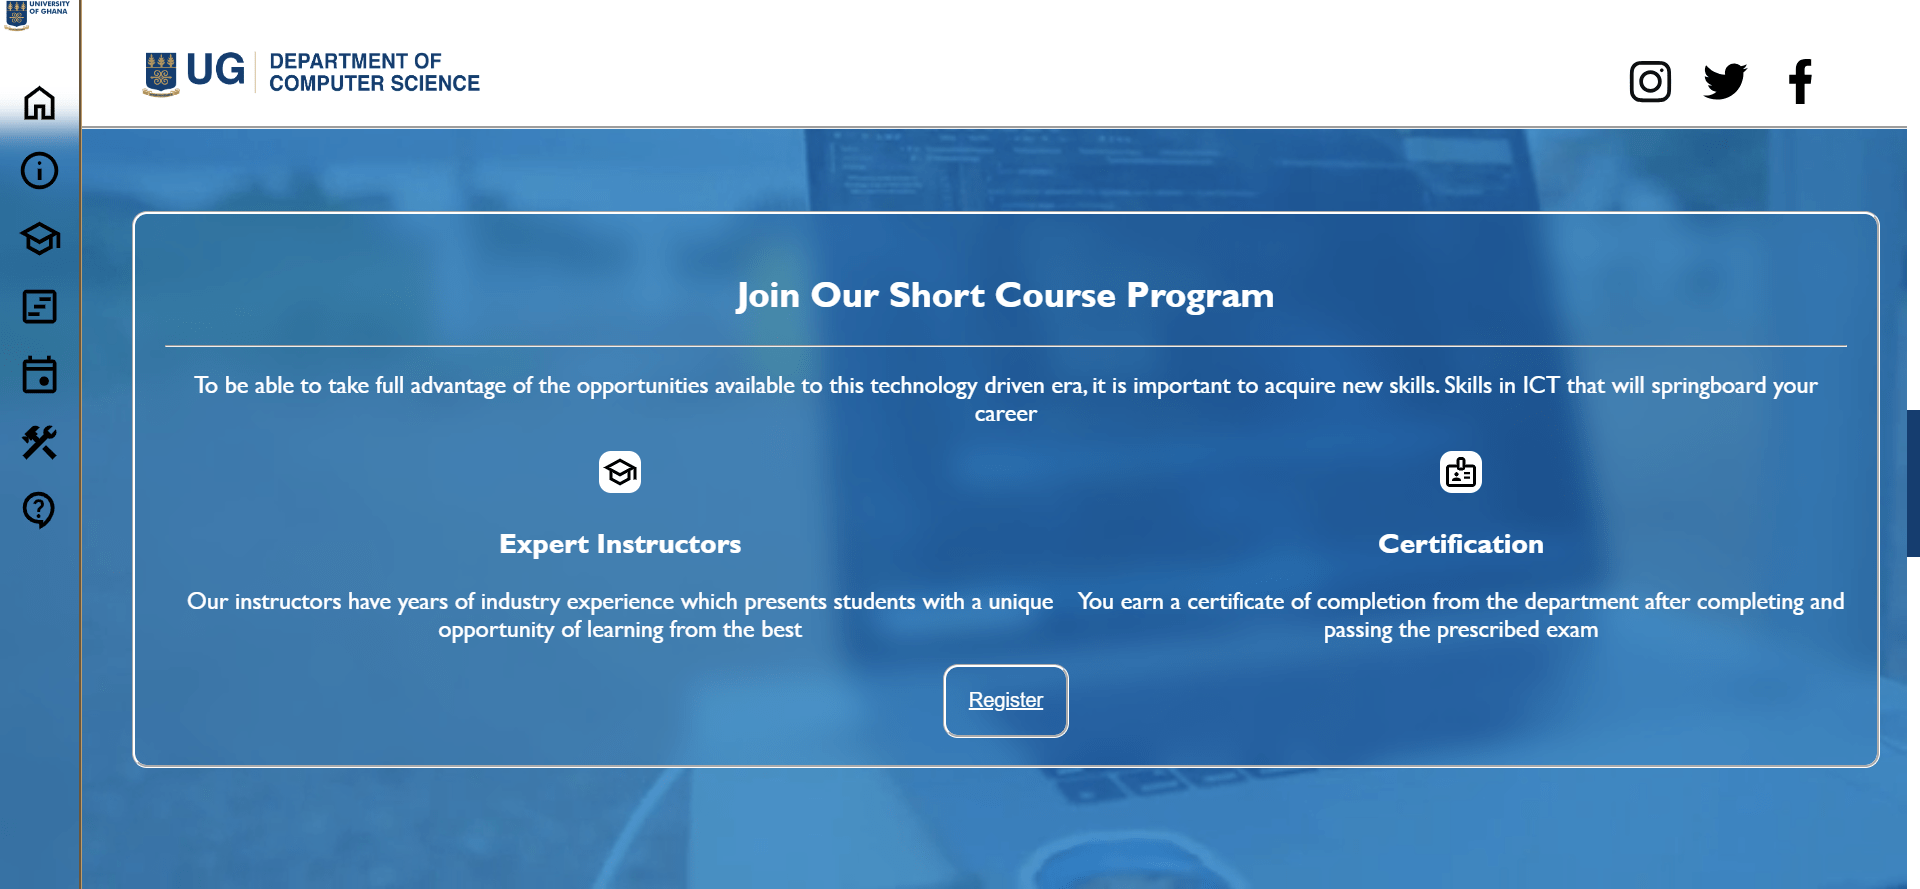 UNIVERSITY
OF GHANA
UG
DEPARTMENT OF
COMPUTER SCIENCE
Join Our Short Course Program
To be able to take full advantage of the opportunities available to this technology driven era, it is important to acquire new skills. Skills in ICT that will springboard your
career
Expert Instructors
Our instructors have years of industry experience which presents students with a unique
opportunity of learning from the best
Certification
You earn a certificate of completion from the department after completing and
passing the prescribed exam
Register